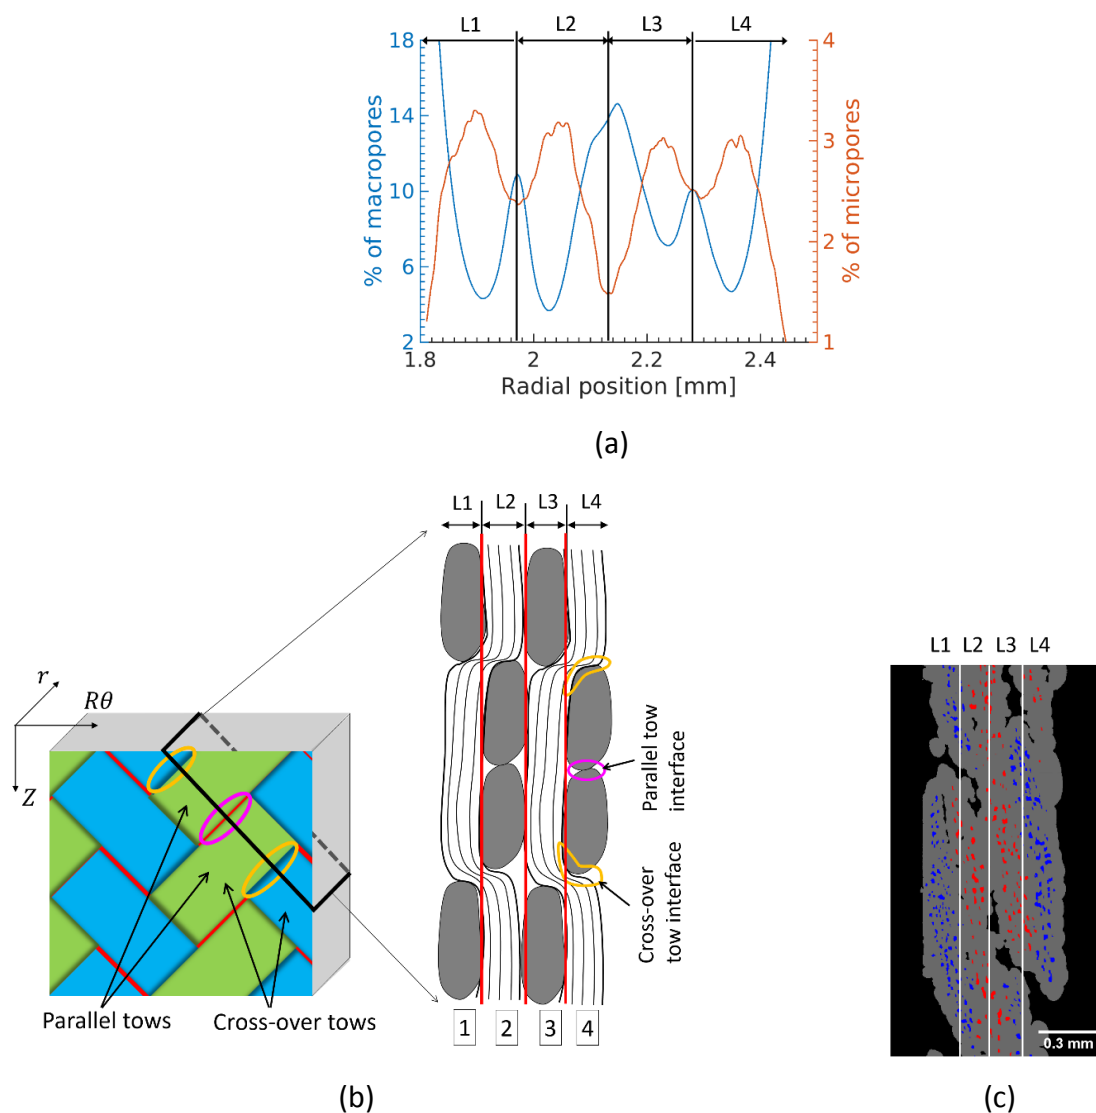 L1 L2 L3 L4
18 4
14 3
10
6 2
2 1
1.8 2 2.2 2.4
% of macropores
% of micropores
Radial position [mm]
(a)
L1 L2 L3 L4
r
Rθ
Z
Parallel tow
interface
Cross-over
tow interface
Parallel tows
Cross-over tows
1 2 3 4
(b)
L1 L2 L3 L4
0.3 mm
(c)